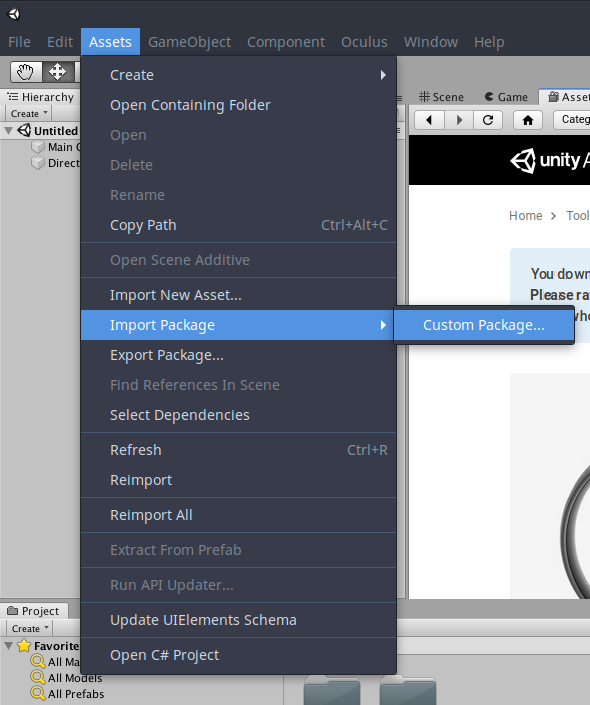 File Edit Assets GameObject Component Oculus Window Help
Hierarchy
Create
Untitled
Main C
Direct
Create
Open Containing Folder
Open
Delete
Rename
Copy Path Ctrl+Alt+C
Open Scene Additive
Import New Asset...
Import Package
Custom Package...
Export Package...
Find References In Scene
Select Dependencies
Refresh Ctrl+R
Reimport
Reimport All
Extract From Prefab
Run API Updater...
Update UIElements Schema
Open C# Project
Scene Game Asse
Categ
unity A
Home > Tool
You down
Please ra
Project
Create
Favorite
All Ma
All Models
All Prefabs